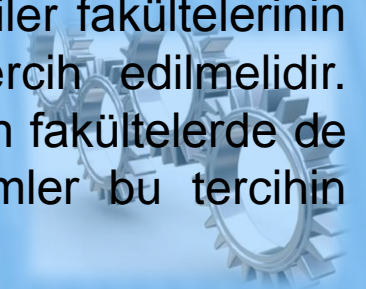 iler fakültelerinin
ercih edilmelidir.
n fakültelerde de
mler bu tercihin